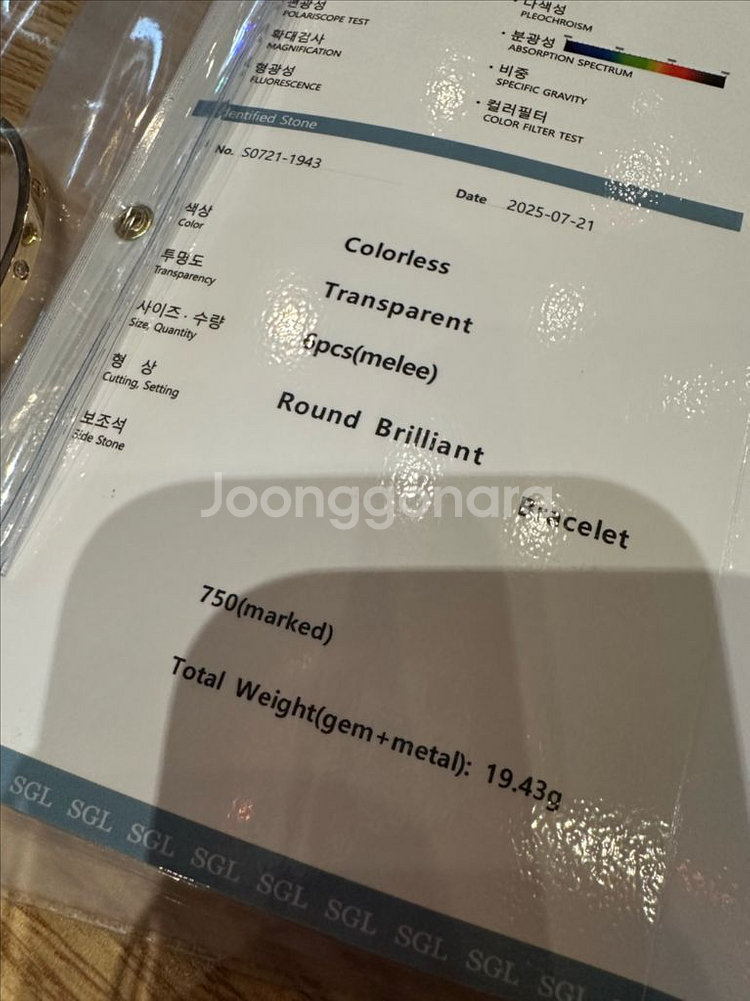 편광성
POLARISCOPE TEST
다색성
PLEOCHROISM
· 확대검사
MAGNIFICATION
· 분광성
ABSORPTION SPECTRUM
· 형광성
FLUORESCENCE
· 비중
SPECIFIC GRAVITY
· 컬러필터
COLOR FILTER TEST
Identified Stone
No. S0721-1943
Date 2025-07-21
색상
Color
Colorless
투명도
Transparency
Transparent
사이즈 · 수량
Size, Quantity
6pcs(melee)
형 상
Cutting, Setting
Round Brilliant
보조석
Side Stone
Joonggonara
Bracelet
750(marked)
Total Weight(gem+metal): 19.43g
SGL SGL SGL SGL SGL SGL SGL SGL SGL